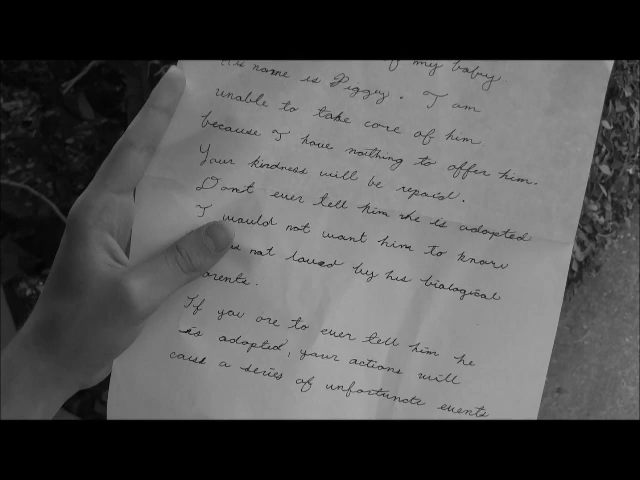 of my baby
His name is Piggy. I am
unable to take care of him
because I have nothing to offer him.
Your kindness will be repaid.
Don't ever tell him he is adopted
I would not want him to know
not loved by his biological
parents.
If you are to ever tell him he
is adopted, your actions will
cause a series of unfortunate events